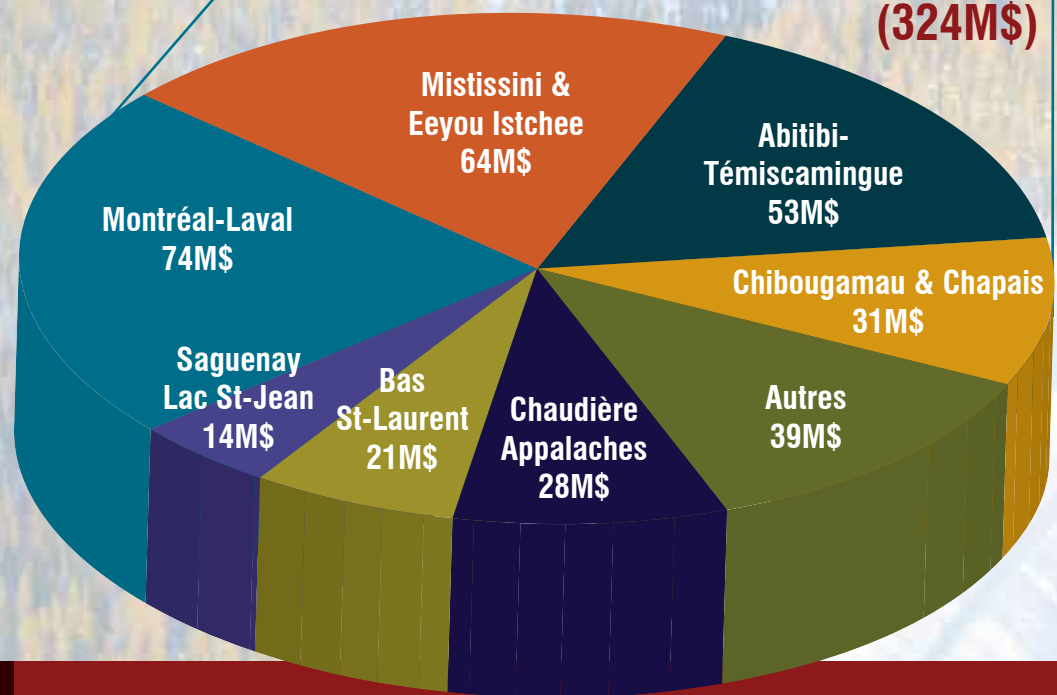 (324M$)
Mistissini &
Eeyou Istchee
64M$
Abitibi-
Témiscamingue
53M$
Montréal-Laval
74M$
Chibougamau & Chapais
31M$
Saguenay
Lac St-Jean
14M$
Bas
St-Laurent
21M$
Chaudière
Appalaches
28M$
Autres
39M$